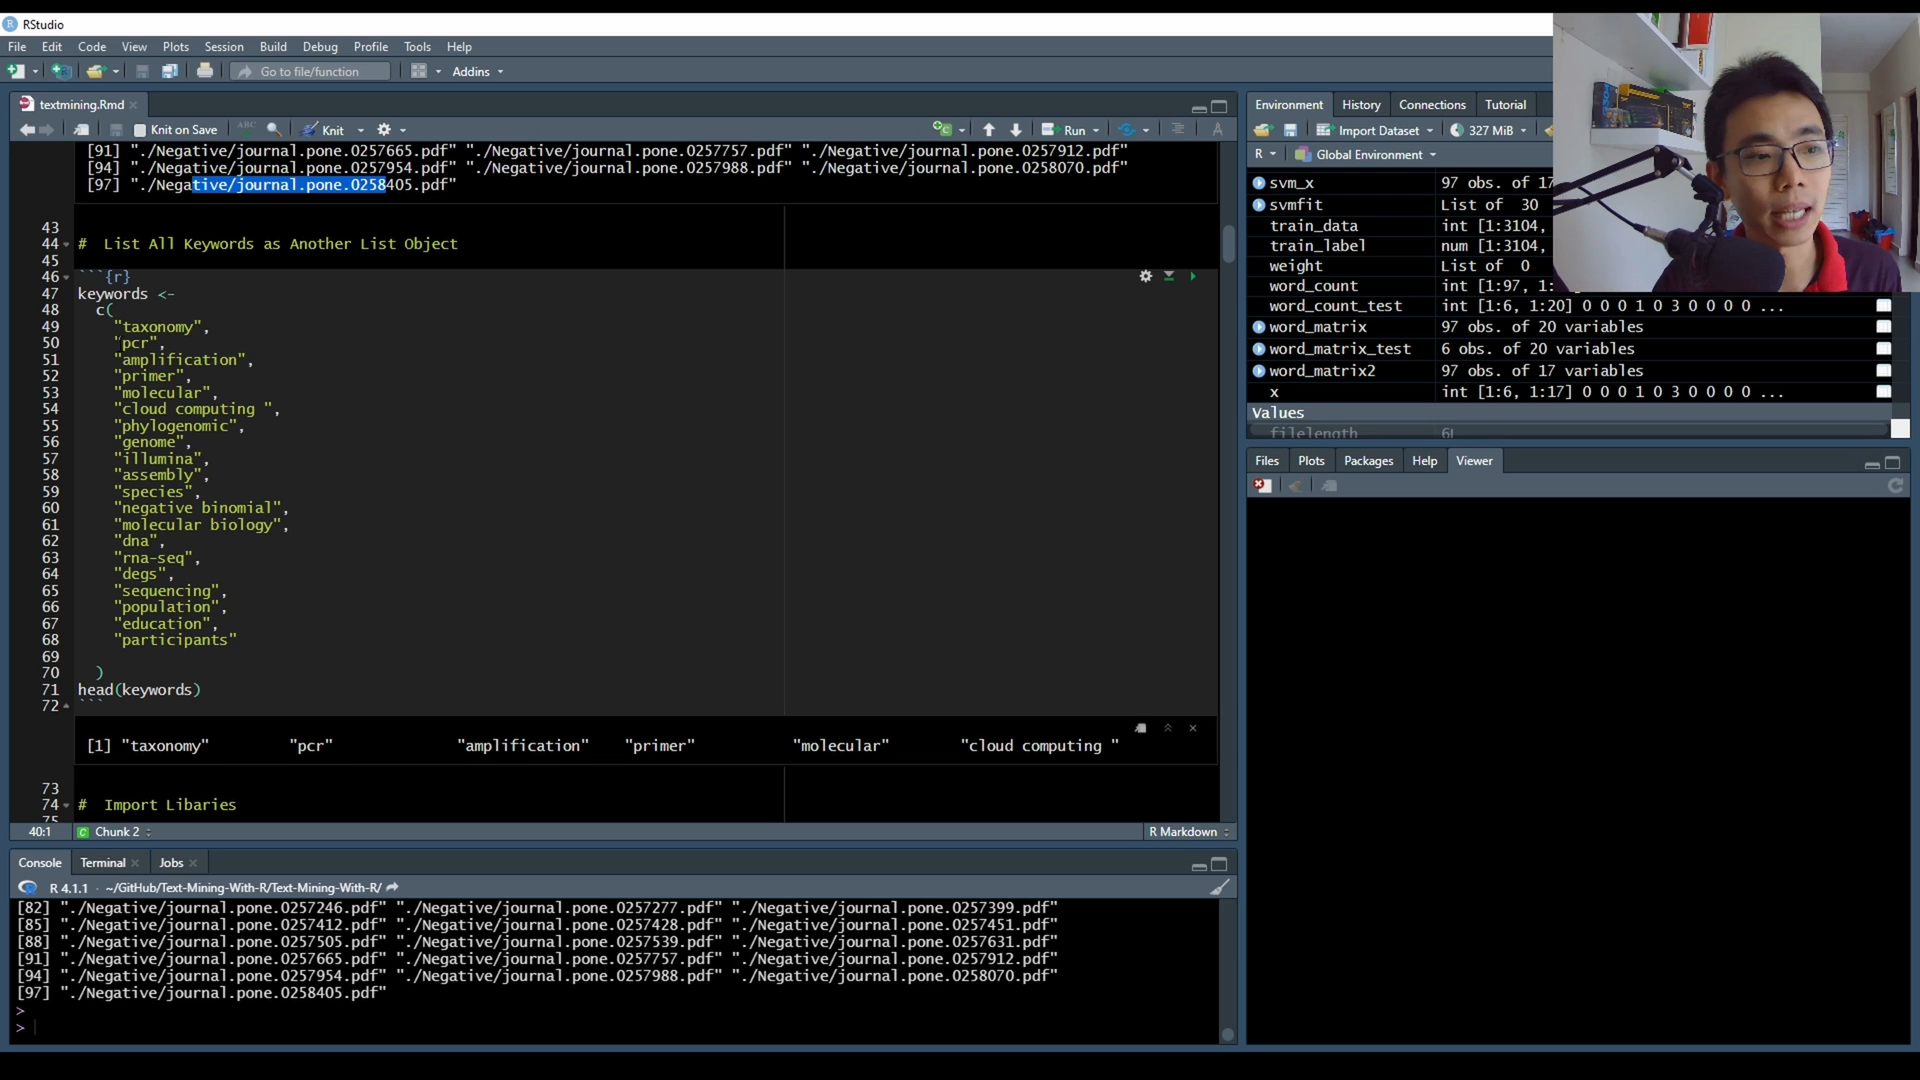 RStudio
File Edit Code View Plots Session Build Debug Profile Tools Help
Go to file/function Addins
textmining.Rmd
Knit on Save ABC Knit Run
[91] "./Negative/journal.pone.0257665.pdf" "./Negative/journal.pone.0257757.pdf" "./Negative/journal.pone.0257912.pdf"
[94] "./Negative/journal.pone.0257954.pdf" "./Negative/journal.pone.0257988.pdf" "./Negative/journal.pone.0258070.pdf"
[97] "./Negative/journal.pone.0258405.pdf"
43
44 # List All Keywords as Another List Object
45
46 ```{r}
47 keywords <-
48 c(
49 "taxonomy",
50 "pcr",
51 "amplification",
52 "primer",
53 "molecular",
54 "cloud computing ",
55 "phylogenomic",
56 "genome",
57 "illumina",
58 "assembly",
59 "species",
60 "negative binomial",
61 "molecular biology",
62 "dna",
63 "rna-seq",
64 "degs",
65 "sequencing",
66 "population",
67 "education",
68 "participants"
69
70 )
71 head(keywords)
72 ```
[1] "taxonomy" "pcr" "amplification" "primer" "molecular" "cloud computing "
73
74 # Import Libaries
75
40:1 Chunk 2 R Markdown
Console Terminal Jobs
R 4.1.1 · ~/GitHub/Text-Mining-With-R/Text-Mining-With-R/
[82] "./Negative/journal.pone.0257246.pdf" "./Negative/journal.pone.0257277.pdf" "./Negative/journal.pone.0257399.pdf"
[85] "./Negative/journal.pone.0257412.pdf" "./Negative/journal.pone.0257428.pdf" "./Negative/journal.pone.0257451.pdf"
[88] "./Negative/journal.pone.0257505.pdf" "./Negative/journal.pone.0257539.pdf" "./Negative/journal.pone.0257631.pdf"
[91] "./Negative/journal.pone.0257665.pdf" "./Negative/journal.pone.0257757.pdf" "./Negative/journal.pone.0257912.pdf"
[94] "./Negative/journal.pone.0257954.pdf" "./Negative/journal.pone.0257988.pdf" "./Negative/journal.pone.0258070.pdf"
[97] "./Negative/journal.pone.0258405.pdf"
>
>
Environment History Connections Tutorial
Import Dataset 327 MiB
R Global Environment
svm_x 97 obs. of 17
svmfit List of 30
train_data int [1:3104,
train_label num [1:3104,
weight List of 0
word_count int [1:97, 1:
word_count_test int [1:6, 1:20] 0 0 0 1 0 3 0 0 0 0 ...
word_matrix 97 obs. of 20 variables
word_matrix_test 6 obs. of 20 variables
word_matrix2 97 obs. of 17 variables
x int [1:6, 1:17] 0 0 0 1 0 3 0 0 0 0 ...
Values
filelength 6L
Files Plots Packages Help Viewer